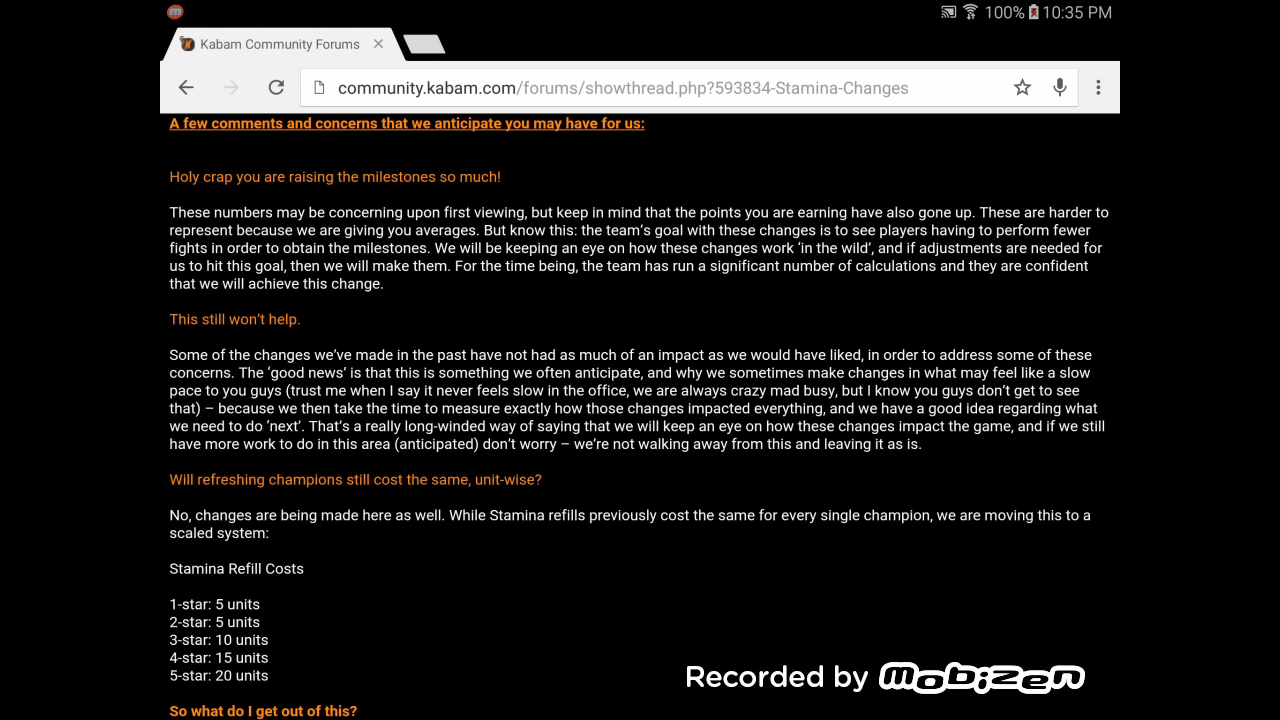 100% 10:35 PM
Kabam Community Forums
community.kabam.com/forums/showthread.php?593834-Stamina-Changes
A few comments and concerns that we anticipate you may have for us:
Holy crap you are raising the milestones so much!
These numbers may be concerning upon first viewing, but keep in mind that the points you are earning have also gone up. These are harder to
represent because we are giving you averages. But know this: the team’s goal with these changes is to see players having to perform fewer
fights in order to obtain the milestones. We will be keeping an eye on how these changes work ‘in the wild’, and if adjustments are needed for
us to hit this goal, then we will make them. For the time being, the team has run a significant number of calculations and they are confident
that we will achieve this change.
This still won’t help.
Some of the changes we’ve made in the past have not had as much of an impact as we would have liked, in order to address some of these
concerns. The ‘good news’ is that this is something we often anticipate, and why we sometimes make changes in what may feel like a slow
pace to you guys (trust me when I say it never feels slow in the office, we are always crazy mad busy, but I know you guys don’t get to see
that) – because we then take the time to measure exactly how those changes impacted everything, and we have a good idea regarding what
we need to do ‘next’. That’s a really long-winded way of saying that we will keep an eye on how these changes impact the game, and if we still
have more work to do in this area (anticipated) don’t worry – we’re not walking away from this and leaving it as is.
Will refreshing champions still cost the same, unit-wise?
No, changes are being made here as well. While Stamina refills previously cost the same for every single champion, we are moving this to a
scaled system:
Stamina Refill Costs
1-star: 5 units
2-star: 5 units
3-star: 10 units
4-star: 15 units
5-star: 20 units
Recorded by mobizen
So what do I get out of this?